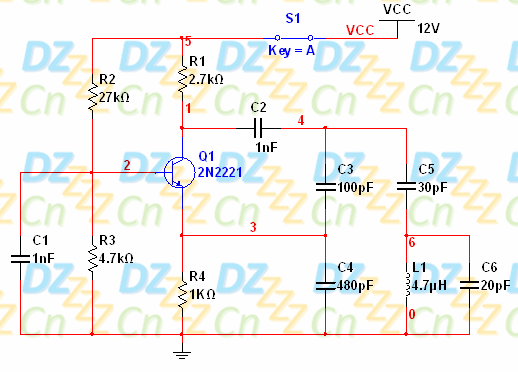 VCC
S1
VCC
12V
5
Key = A
R1
2.7kΩ
R2
27kΩ
1
C2
1nF
4
Q1
2N2221
2
C3
100pF
C5
30pF
3
6
C1
1nF
R3
4.7kΩ
R4
1KΩ
C4
480pF
L1
4.7μH
C6
20pF
0
DZ
Cn